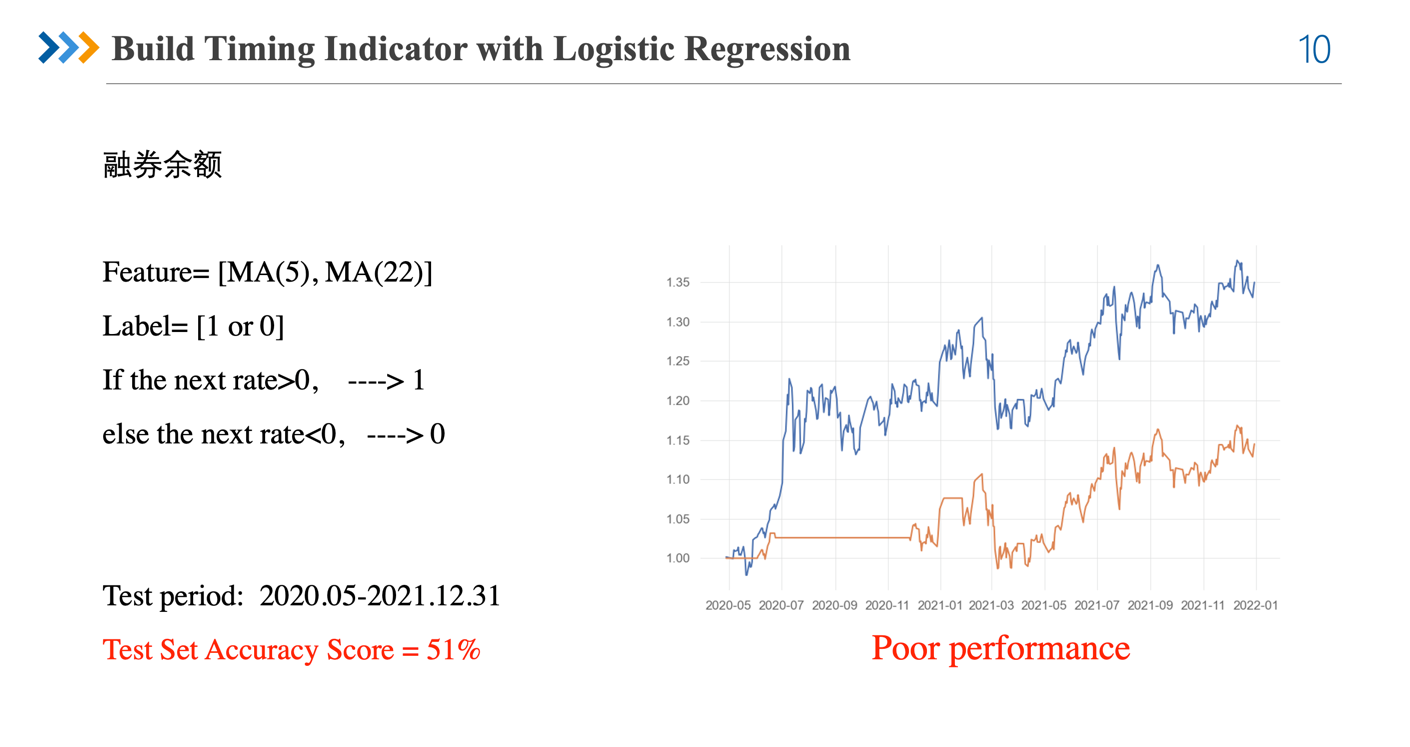 Build Timing Indicator with Logistic Regression
10
融券余额
Feature= [MA(5), MA(22)]
Label= [1 or 0]
If the next rate>0, ----> 1
else the next rate<0, ----> 0
Test period: 2020.05-2021.12.31
Test Set Accuracy Score = 51%
1.35
1.30
1.25
1.20
1.15
1.10
1.05
1.00
2020-05 2020-07 2020-09 2020-11 2021-01 2021-03 2021-05 2021-07 2021-09 2021-11 2022-01
Poor performance